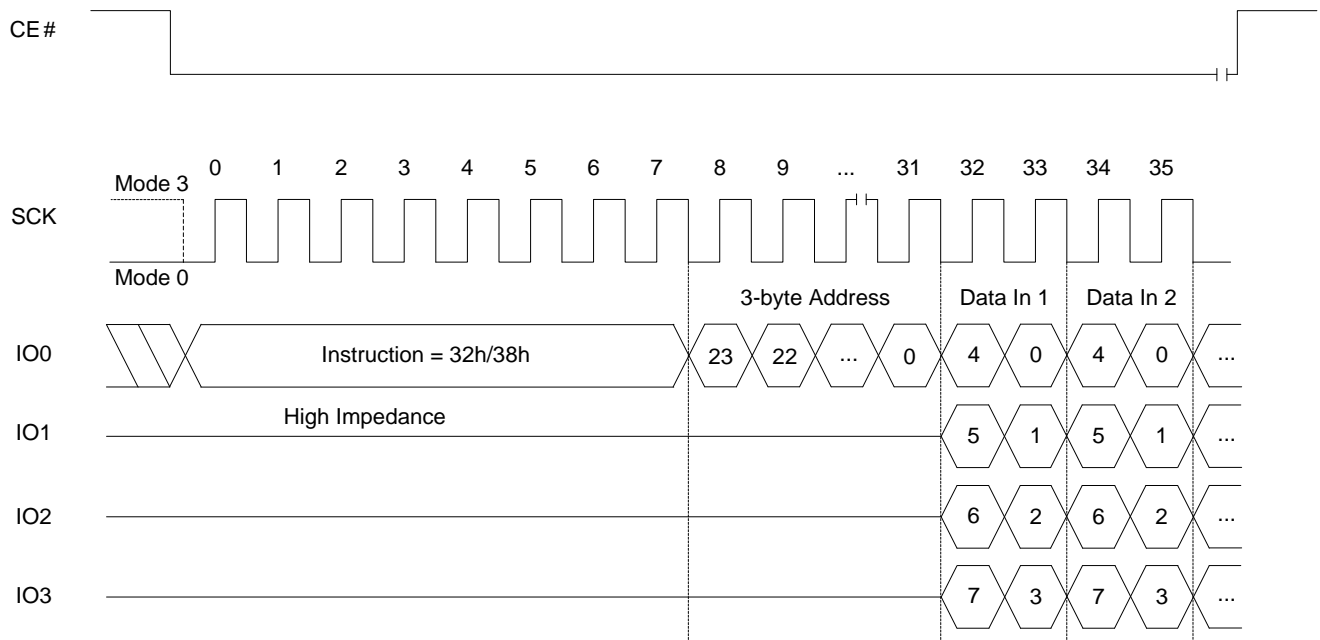 CE#
0 1 2 3 4 5 6 7 8 9 ... 31 32 33 34 35
Mode 3
SCK
Mode 0
3-byte Address Data In 1 Data In 2
IO0 Instruction = 32h/38h 23 22 ... 0 4 0 4 0 ...
High Impedance
IO1 5 1 5 1 ...
IO2 6 2 6 2 ...
IO3 7 3 7 3 ...